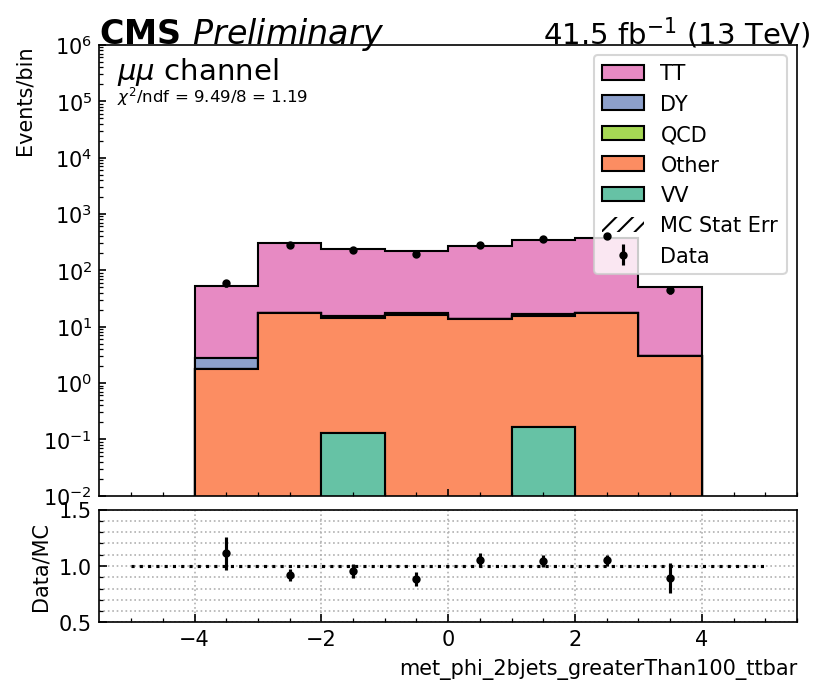 CMS Preliminary 41.5 fb⁻¹ (13 TeV)
μμ channel
χ²/ndf = 9.49/8 = 1.19
Events/bin
10⁶
10⁵
10⁴
10³
10²
10¹
10⁰
10⁻¹
10⁻²
TT
DY
QCD
Other
VV
MC Stat Err
Data
Data/MC
1.5
1.0
0.5
−4 −2 0 2 4
met_phi_2bjets_greaterThan100_ttbar